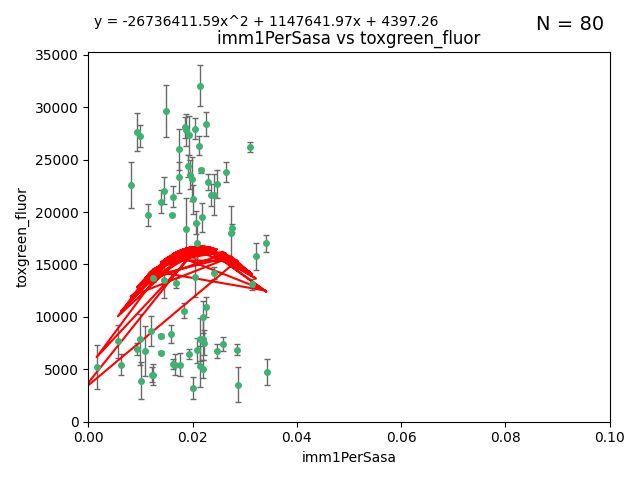 y = -26736411.59x^2 + 1147641.97x + 4397.26
N = 80
imm1PerSasa vs toxgreen_fluor
35000
30000
25000
20000
15000
10000
5000
0
toxgreen_fluor
0.00 0.02 0.04 0.06 0.08 0.10
imm1PerSasa